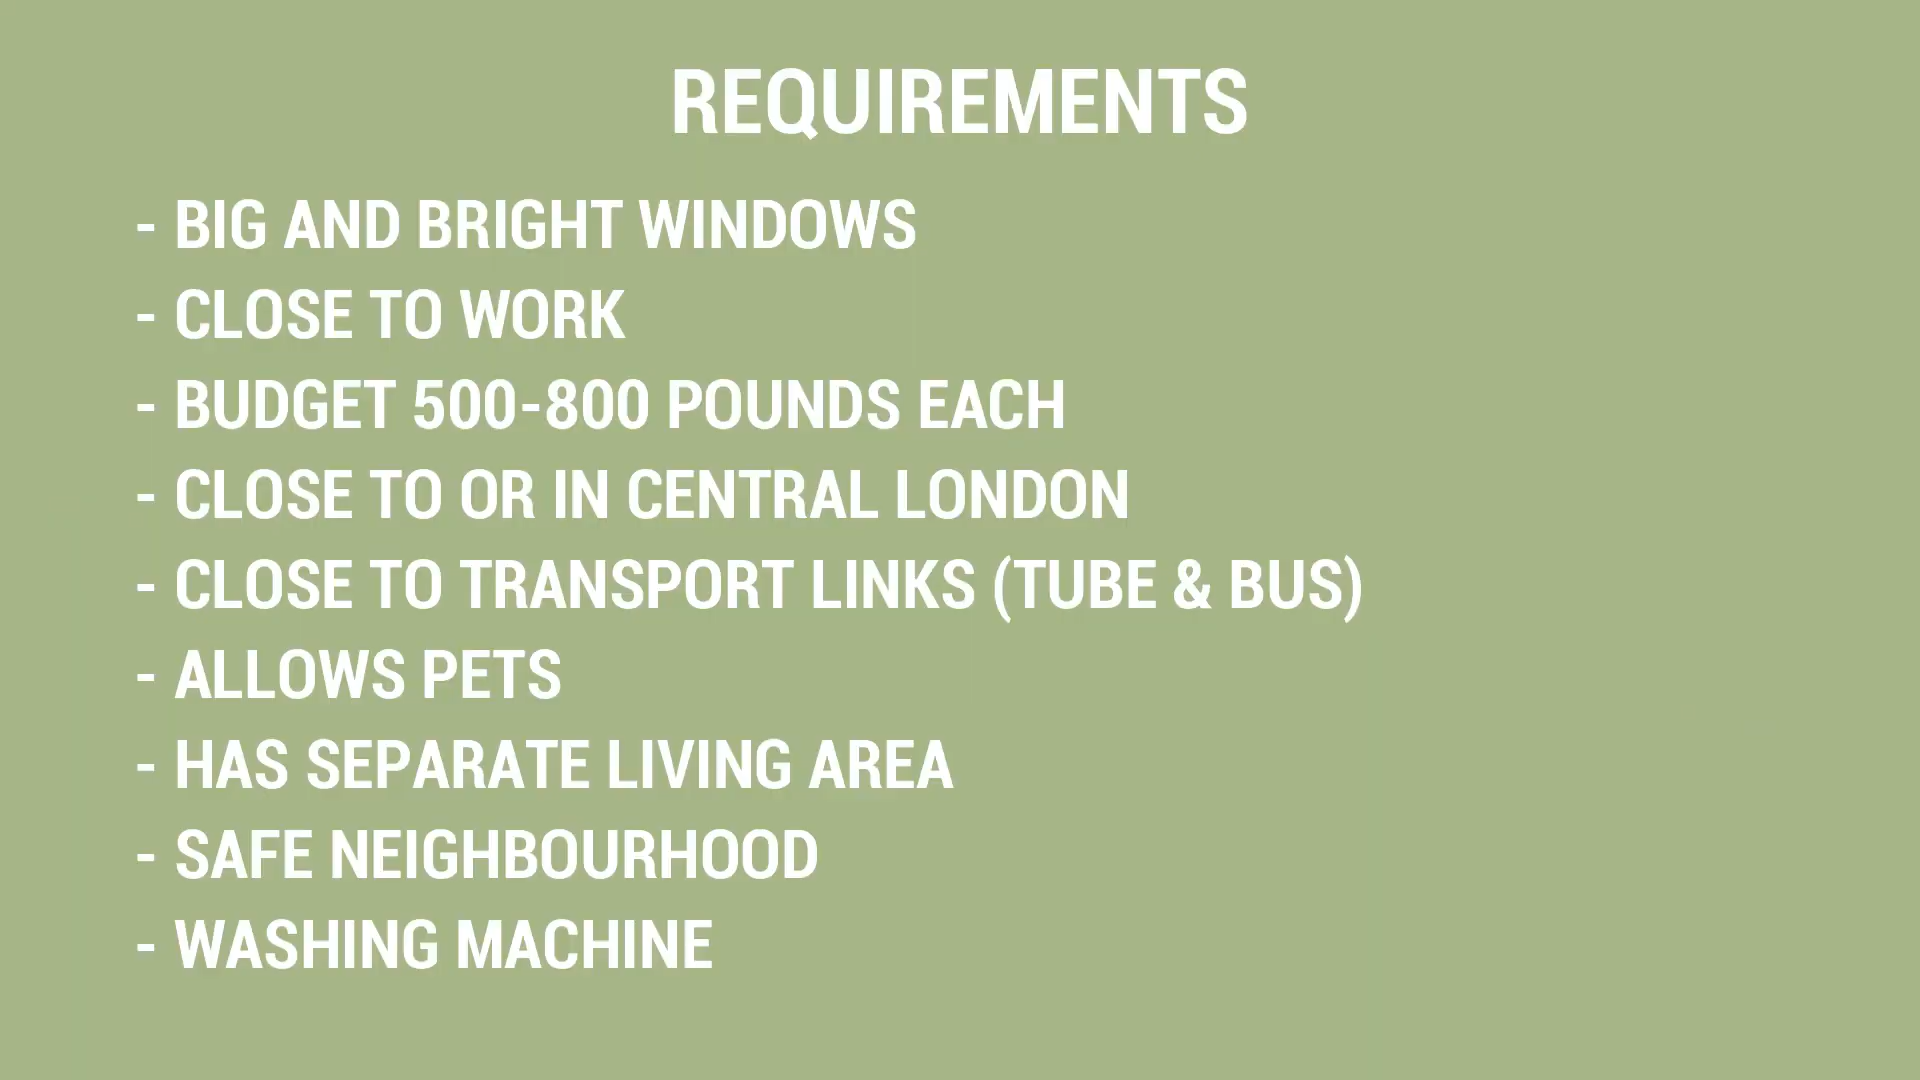 REQUIREMENTS
- BIG AND BRIGHT WINDOWS
- CLOSE TO WORK
- BUDGET 500-800 POUNDS EACH
- CLOSE TO OR IN CENTRAL LONDON
- CLOSE TO TRANSPORT LINKS (TUBE & BUS)
- ALLOWS PETS
- HAS SEPARATE LIVING AREA
- SAFE NEIGHBOURHOOD
- WASHING MACHINE